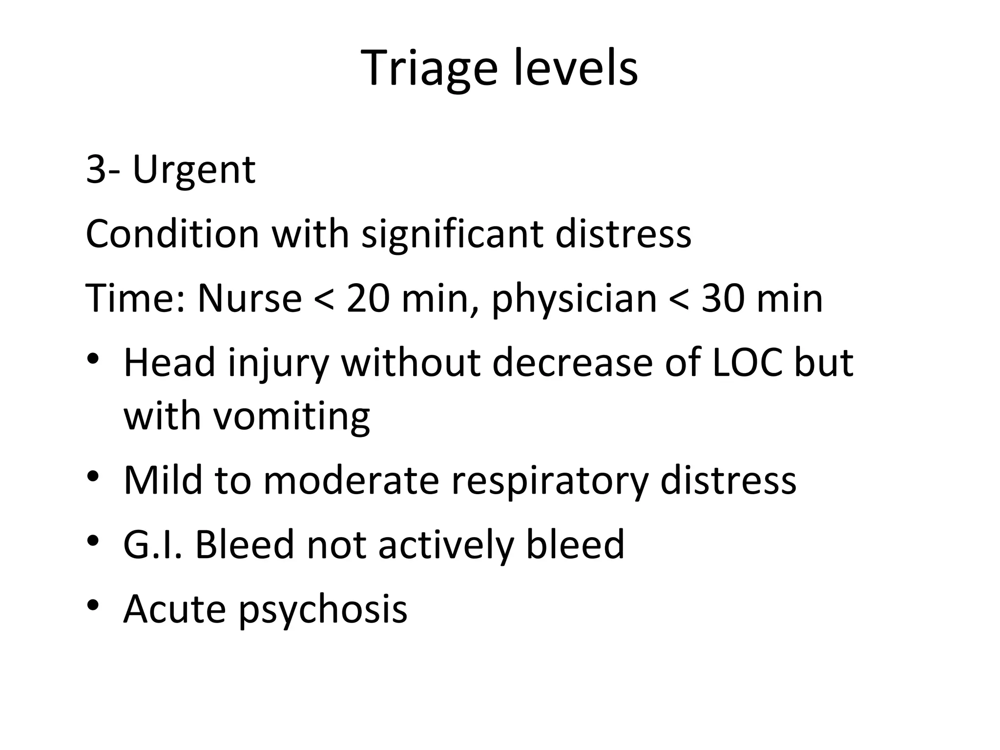 Triage levels
3- Urgent
Condition with significant distress
Time: Nurse < 20 min, physician < 30 min
• Head injury without decrease of LOC but
with vomiting
• Mild to moderate respiratory distress
• G.I. Bleed not actively bleed
• Acute psychosis